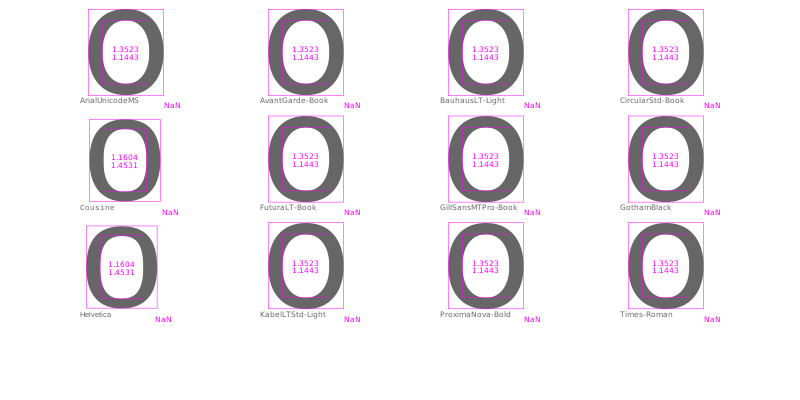 O O O O
1.3523 1.3523 1.3523 1.3523
1.1443 1.1443 1.1443 1.1443
ArialUnicodeMS AvantGarde-Book BauhausLT-Light CircularStd-Book
NaN NaN NaN NaN
O O O O
1.1604 1.3523 1.3523 1.3523
1.4531 1.1443 1.1443 1.1443
Cousine FuturaLT-Book GillSansMTPro-Book GothamBlack
NaN NaN NaN NaN
O O O O
1.1604 1.3523 1.3523 1.3523
1.4531 1.1443 1.1443 1.1443
Helvetica KabelLTStd-Light ProximaNova-Bold Times-Roman
NaN NaN NaN NaN